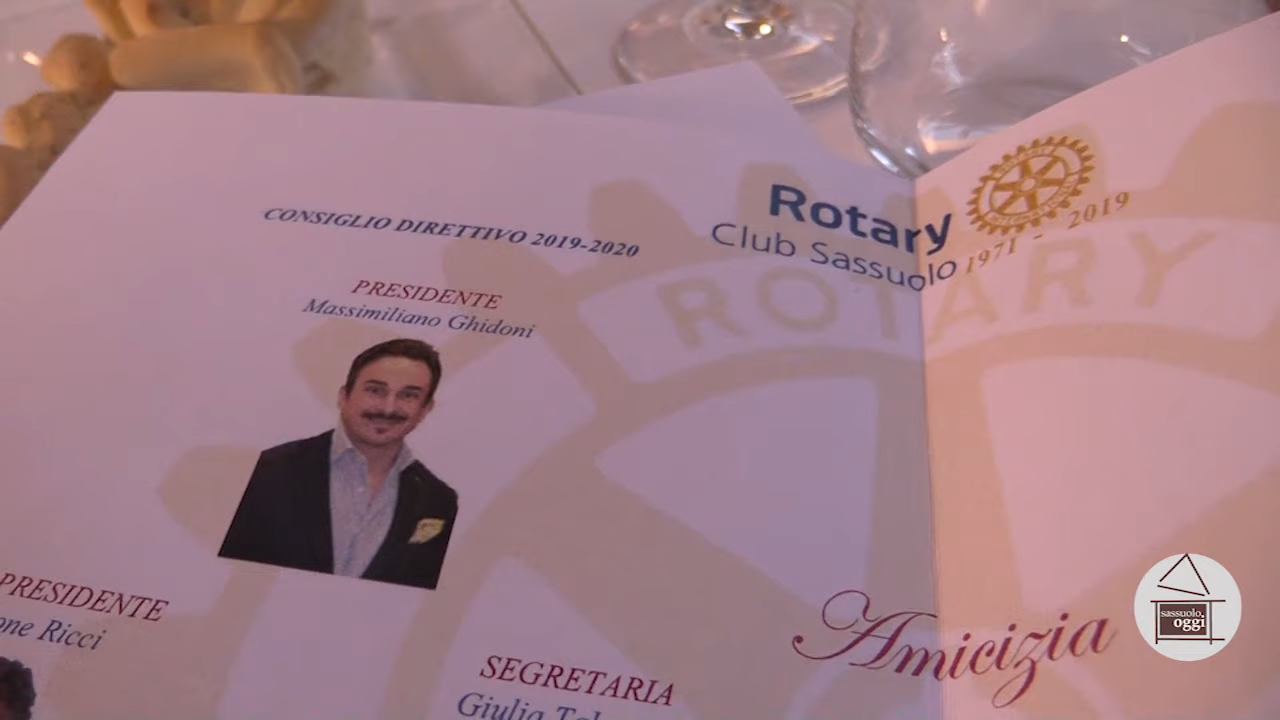 CONSIGLIO DIRETTIVO 2019-2020
PRESIDENTE
Massimiliano Ghidoni
PRESIDENTE
Ricci
SEGRETARIA
Giulia
Rotary
Club Sassuolo
1971 - 2019
ROTARY
Amicizia
sassuolo.
oggi